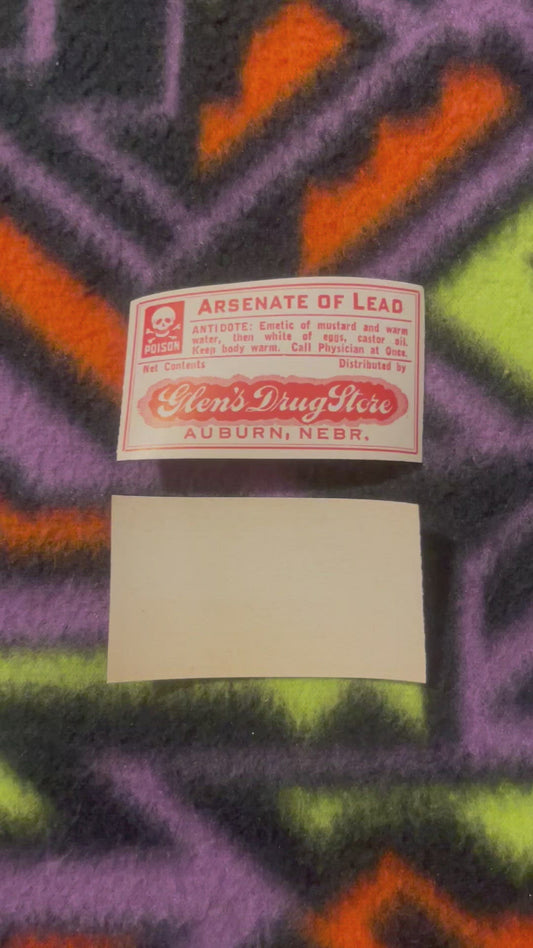 ARSENATE OF LEAD
POISON
ANTIDOTE: Emetic of mustard and warm
water, then white of eggs, castor oil.
Keep body warm. Call Physician at Once.
Net Contents Distributed by
Glen's Drug Store
AUBURN, NEBR.